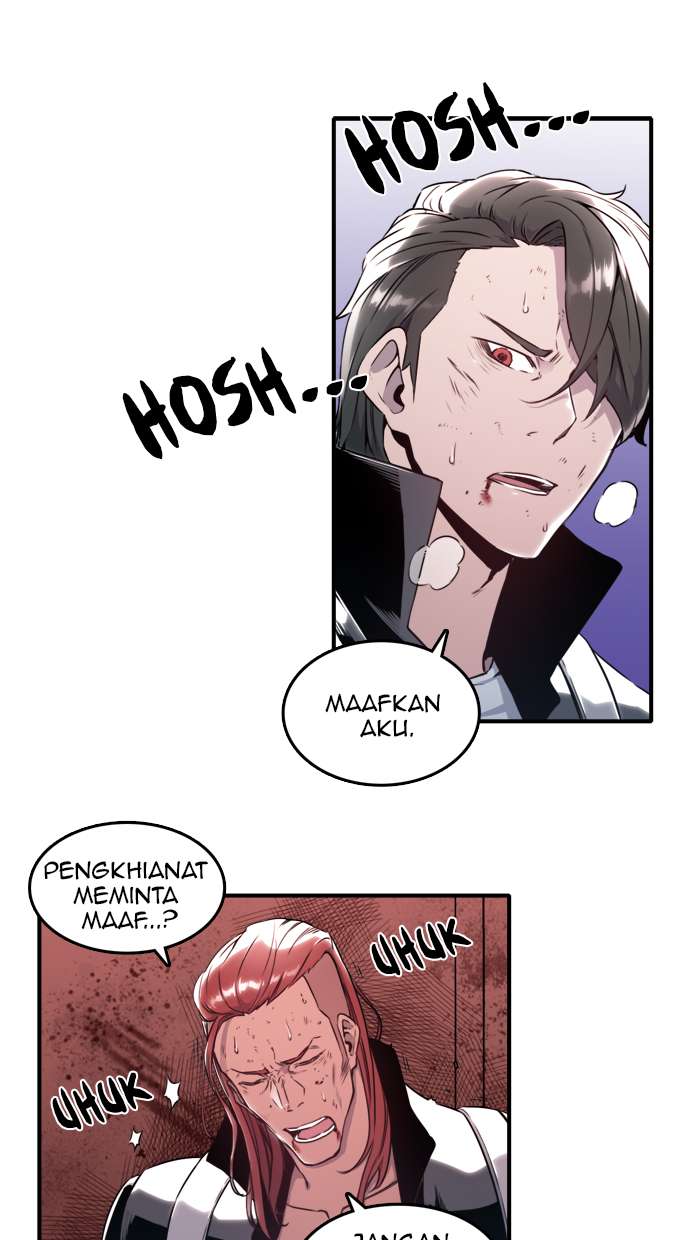 HOSH...
HOSH...
MAAFKAN
AKU.
PENGKHIANAT
MEMINTA
MAAF...?
UHUK
UHUK
JANGAN